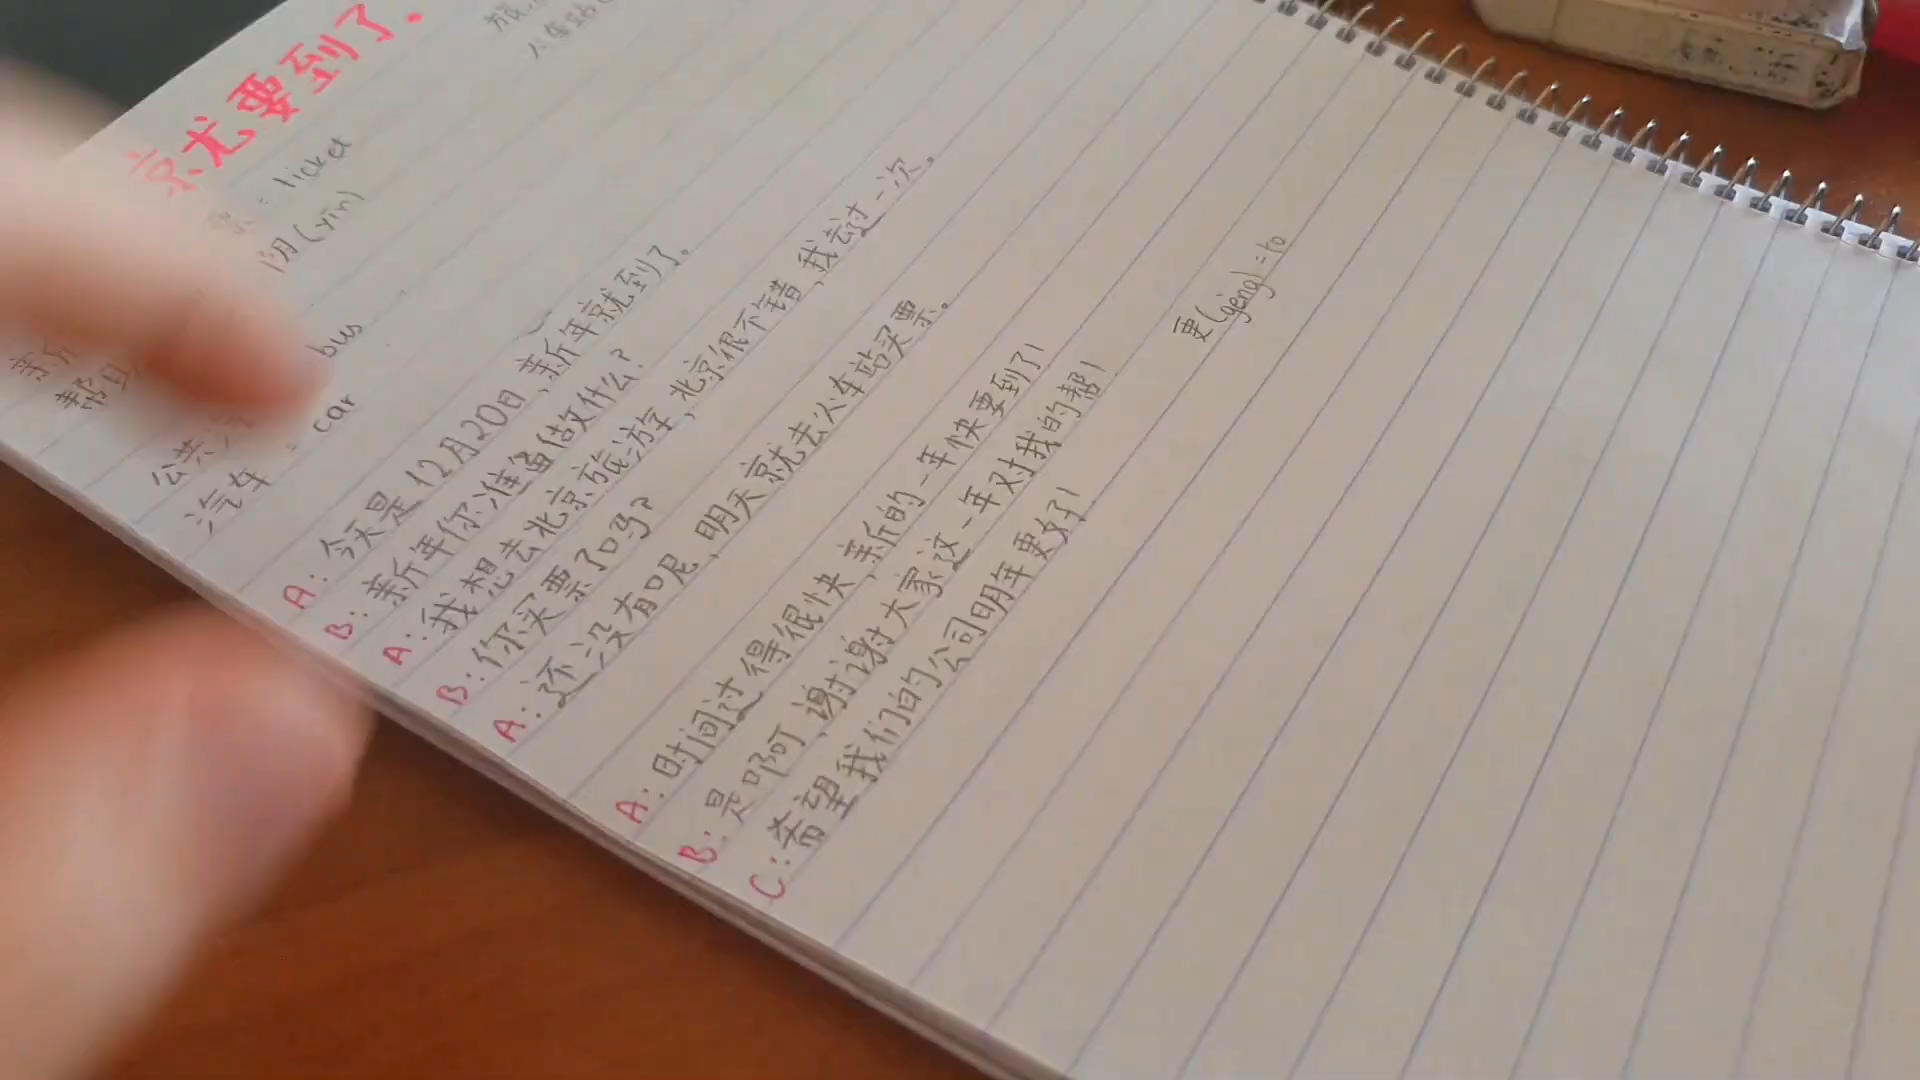 就要到了.
票 = ticket
阴 (yīn)
bus
汽车 = car
A: 今天是12月20日,新年就到了。
B: 新年你准备做什么?
A: 我想去北京旅游,北京很不错,我去过一次。
B: 你买票了吗?
A: 还没有呢,明天就去火车站买票。
A: 时间过得很快,新的一年快要到了!
B: 是啊,谢谢大家这一年对我的帮!
C: 希望我们的公司明年更好!
更(gèng) = to